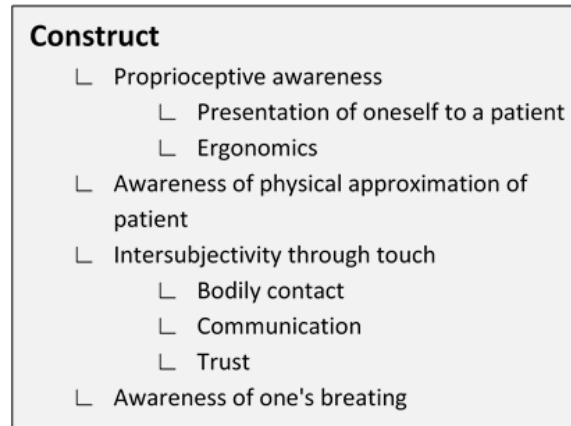 Construct
Proprioceptive awareness
Presentation of oneself to a patient
Ergonomics
Awareness of physical approximation of
patient
Intersubjectivity through touch
Bodily contact
Communication
Trust
Awareness of one's breating